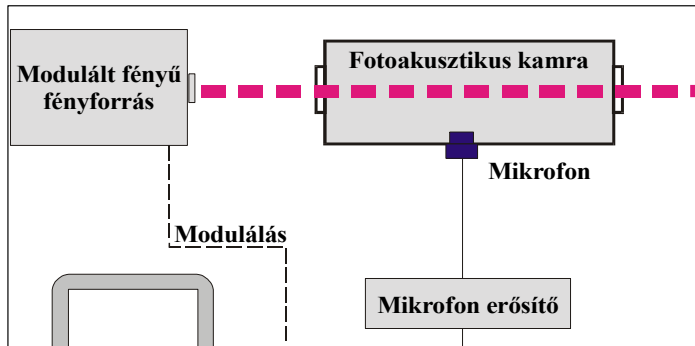 Modulált fényű
fényforrás
Fotoakusztikus kamra
Mikrofon
Modulálás
Mikrofon erősítő